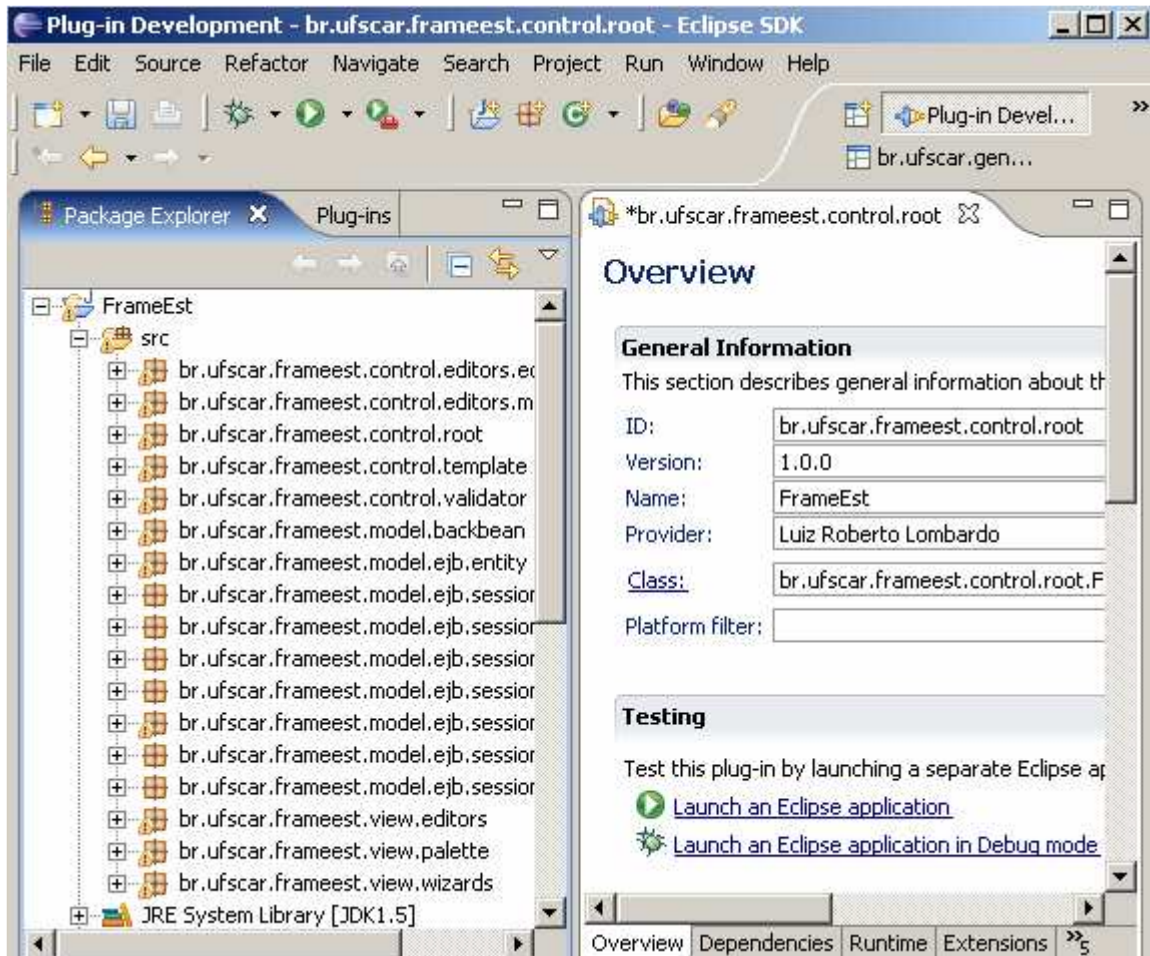 Plug-in Development - br.ufscar.frameest.control.root - Eclipse SDK
File Edit Source Refactor Navigate Search Project Run Window Help
Plug-in Devel...
br.ufscar.gen...
Package Explorer
Plug-ins
FrameEst
src
br.ufscar.frameest.control.editors.ec
br.ufscar.frameest.control.editors.m
br.ufscar.frameest.control.root
br.ufscar.frameest.control.template
br.ufscar.frameest.control.validator
br.ufscar.frameest.model.backbean
br.ufscar.frameest.model.ejb.entity
br.ufscar.frameest.model.ejb.session
br.ufscar.frameest.model.ejb.session
br.ufscar.frameest.model.ejb.session
br.ufscar.frameest.model.ejb.session
br.ufscar.frameest.model.ejb.session
br.ufscar.frameest.model.ejb.session
br.ufscar.frameest.model.ejb.session
br.ufscar.frameest.view.editors
br.ufscar.frameest.view.palette
br.ufscar.frameest.view.wizards
JRE System Library [JDK1.5]
*br.ufscar.frameest.control.root
Overview
General Information
This section describes general information about th
ID: br.ufscar.frameest.control.root
Version: 1.0.0
Name: FrameEst
Provider: Luiz Roberto Lombardo
Class: br.ufscar.frameest.control.root.F
Platform filter:
Testing
Test this plug-in by launching a separate Eclipse ap
Launch an Eclipse application
Launch an Eclipse application in Debug mode
Overview Dependencies Runtime Extensions »5